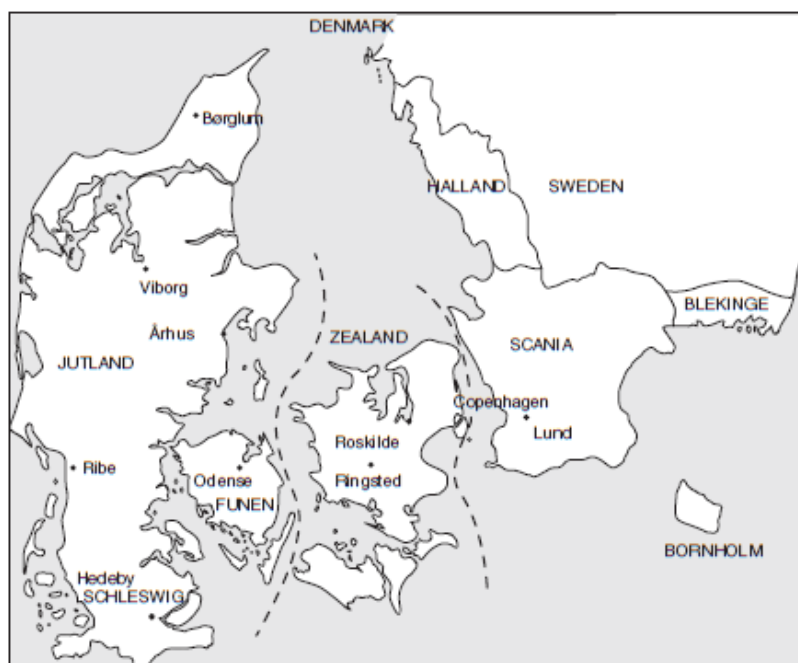 DENMARK
Børglum
HALLAND
SWEDEN
Viborg
BLEKINGE
Århus
ZEALAND
SCANIA
JUTLAND
Copenhagen
Roskilde
Lund
Ribe
Odense
Ringsted
FUNEN
BORNHOLM
Hedeby
SCHLESWIG